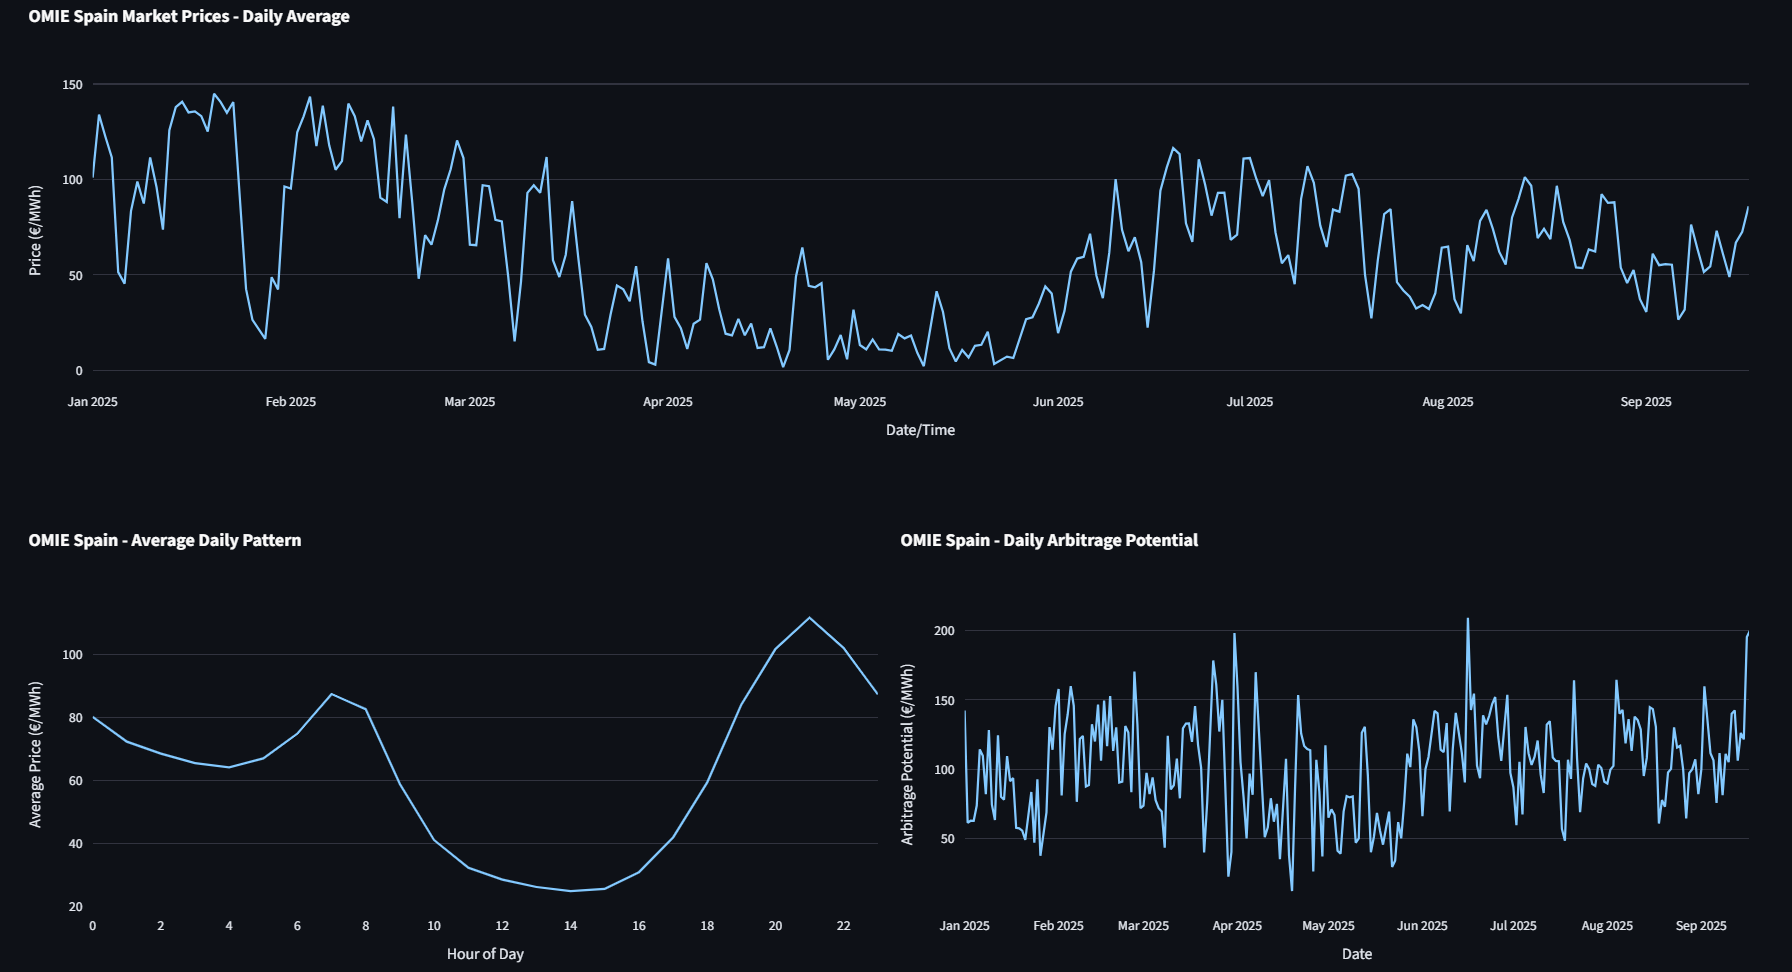 OMIE Spain Market Prices - Daily Average
Price (€/MWh)
150
100
50
0
Jan 2025 Feb 2025 Mar 2025 Apr 2025 May 2025 Jun 2025 Jul 2025 Aug 2025 Sep 2025
Date/Time
OMIE Spain - Average Daily Pattern
Average Price (€/MWh)
100
80
60
40
20
0 2 4 6 8 10 12 14 16 18 20 22
Hour of Day
OMIE Spain - Daily Arbitrage Potential
Arbitrage Potential (€/MWh)
200
150
100
50
Jan 2025 Feb 2025 Mar 2025 Apr 2025 May 2025 Jun 2025 Jul 2025 Aug 2025 Sep 2025
Date